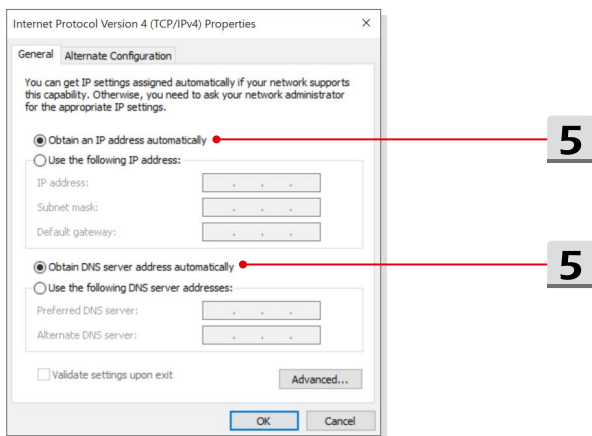 Internet Protocol Version 4 (TCP/IPv4) Properties
General
Alternate Configuration
You can get IP settings assigned automatically if your network supports
this capability. Otherwise, you need to ask your network administrator
for the appropriate IP settings.
Obtain an IP address automatically
5
Use the following IP address:
IP address:
Subnet mask:
Default gateway:
Obtain DNS server address automatically
5
Use the following DNS server addresses:
Preferred DNS server:
Alternate DNS server:
Validate settings upon exit
Advanced...
OK
Cancel